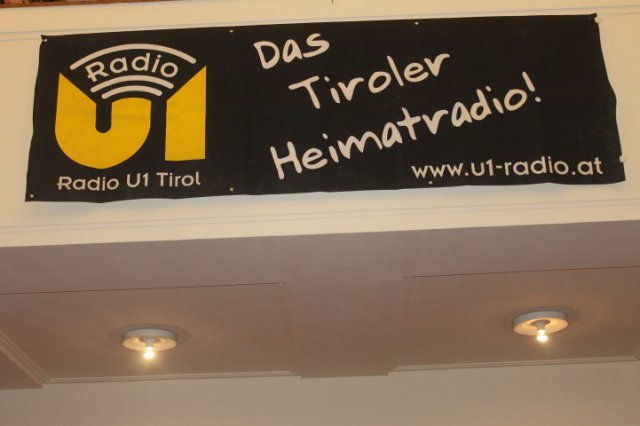 Radio
U1
Radio U1 Tirol
Das
Tiroler
Heimatradio!
www.u1-radio.at